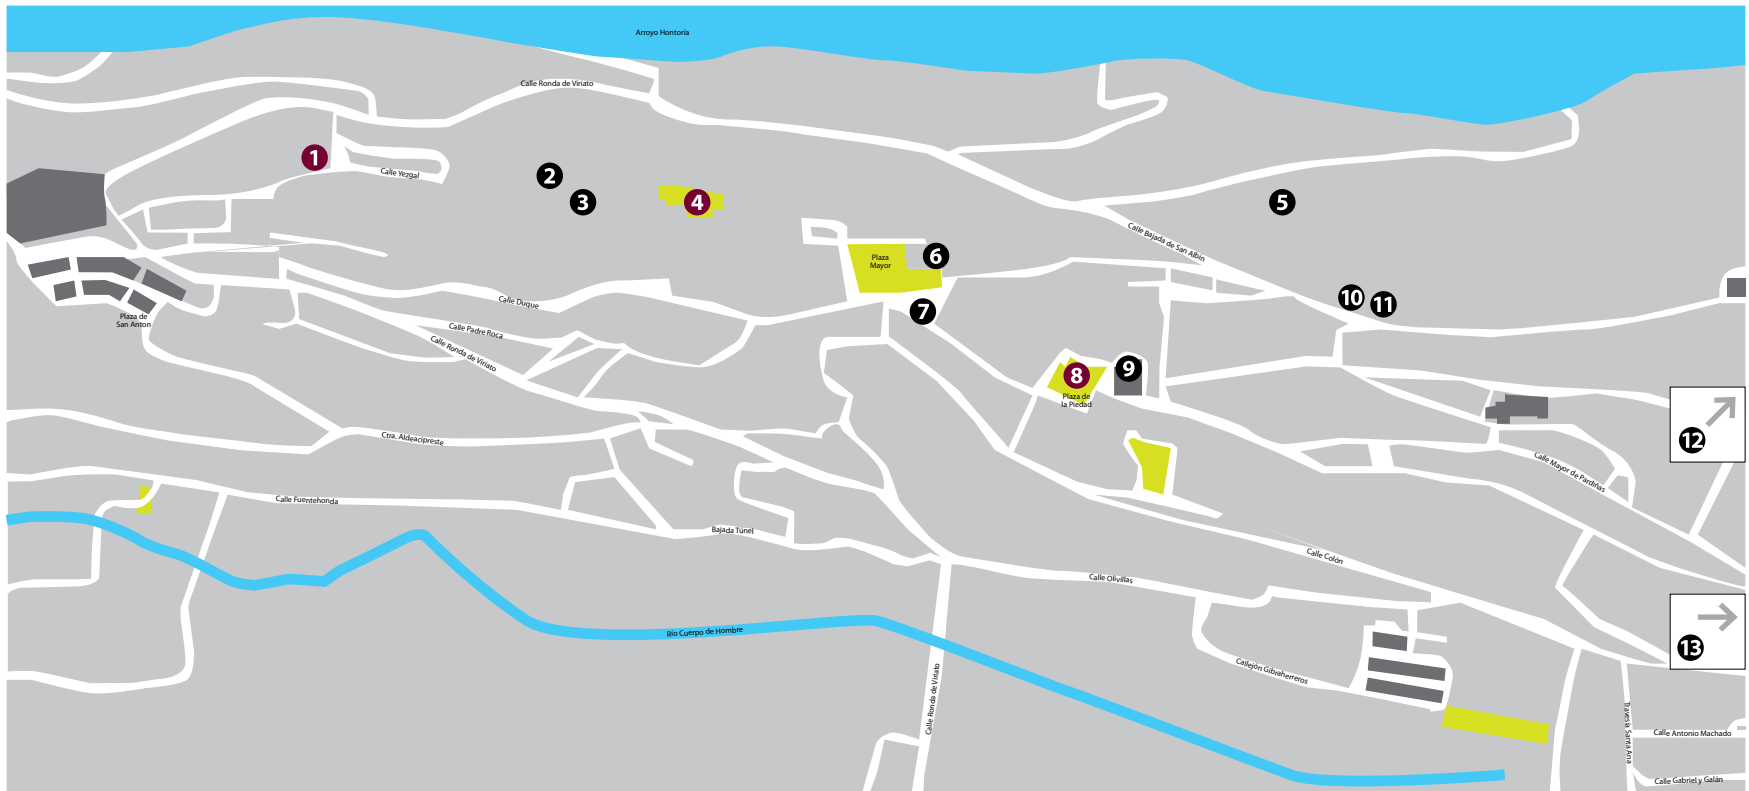 Arroyo Hontoria
Calle Ronda de Viriato
1
Calle Yezgal
2
3
4
5
Calle Bajada de San Albín
Plaza
Mayor
6
7
10
11
Calle Duque
Plaza de
San Anton
Calle Padre Roca
Calle Ronda de Viriato
8
9
Plaza de
la Piedad
12
Ctra. Aldeacipreste
Calle Mayor de Pardiñas
Calle Fuentehonda
Bajada Tunel
Calle Colón
Calle Olivillas
Río Cuerpo de Hombre
13
Callejón Gibraherreros
Calle Ronda de Viriato
Travesía Santa Ana
Calle Antonio Machado
Calle Gabriel y Galán